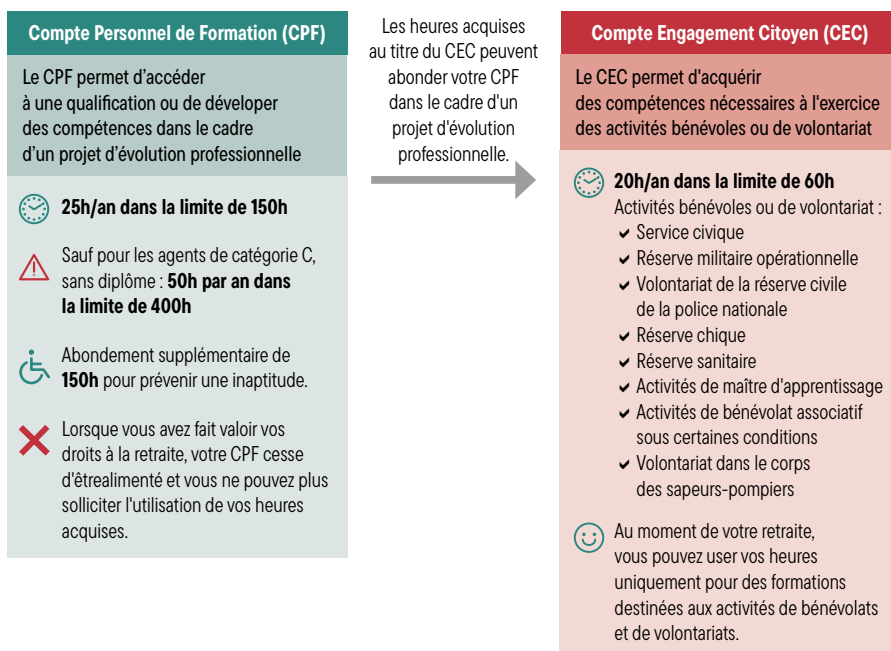 Compte Personnel de Formation (CPF)
Le CPF permet d'accéder
à une qualification ou de déveloper
des compétences dans le cadre
d'un projet d'évolution professionnelle
25h/an dans la limite de 150h
Sauf pour les agents de catégorie C,
sans diplôme : 50h par an dans
la limite de 400h
Abondement supplémentaire de
150h pour prévenir une inaptitude.
Lorsque vous avez fait valoir vos
droits à la retraite, votre CPF cesse
d'êtrealimenté et vous ne pouvez plus
solliciter l'utilisation de vos heures
acquises.
Les heures acquises
au titre du CEC peuvent
abonder votre CPF
dans le cadre d'un
projet d'évolution
professionnelle.
Compte Engagement Citoyen (CEC)
Le CEC permet d'acquérir
des compétences nécessaires à l'exercice
des activités bénévoles ou de volontariat
20h/an dans la limite de 60h
Activités bénévoles ou de volontariat :
Service civique
Réserve militaire opérationnelle
Volontariat de la réserve civile
de la police nationale
Réserve chique
Réserve sanitaire
Activités de maître d'apprentissage
Activités de bénévolat associatif
sous certaines conditions
Volontariat dans le corps
des sapeurs-pompiers
Au moment de votre retraite,
vous pouvez user vos heures
uniquement pour des formations
destinées aux activités de bénévolats
et de volontariats.